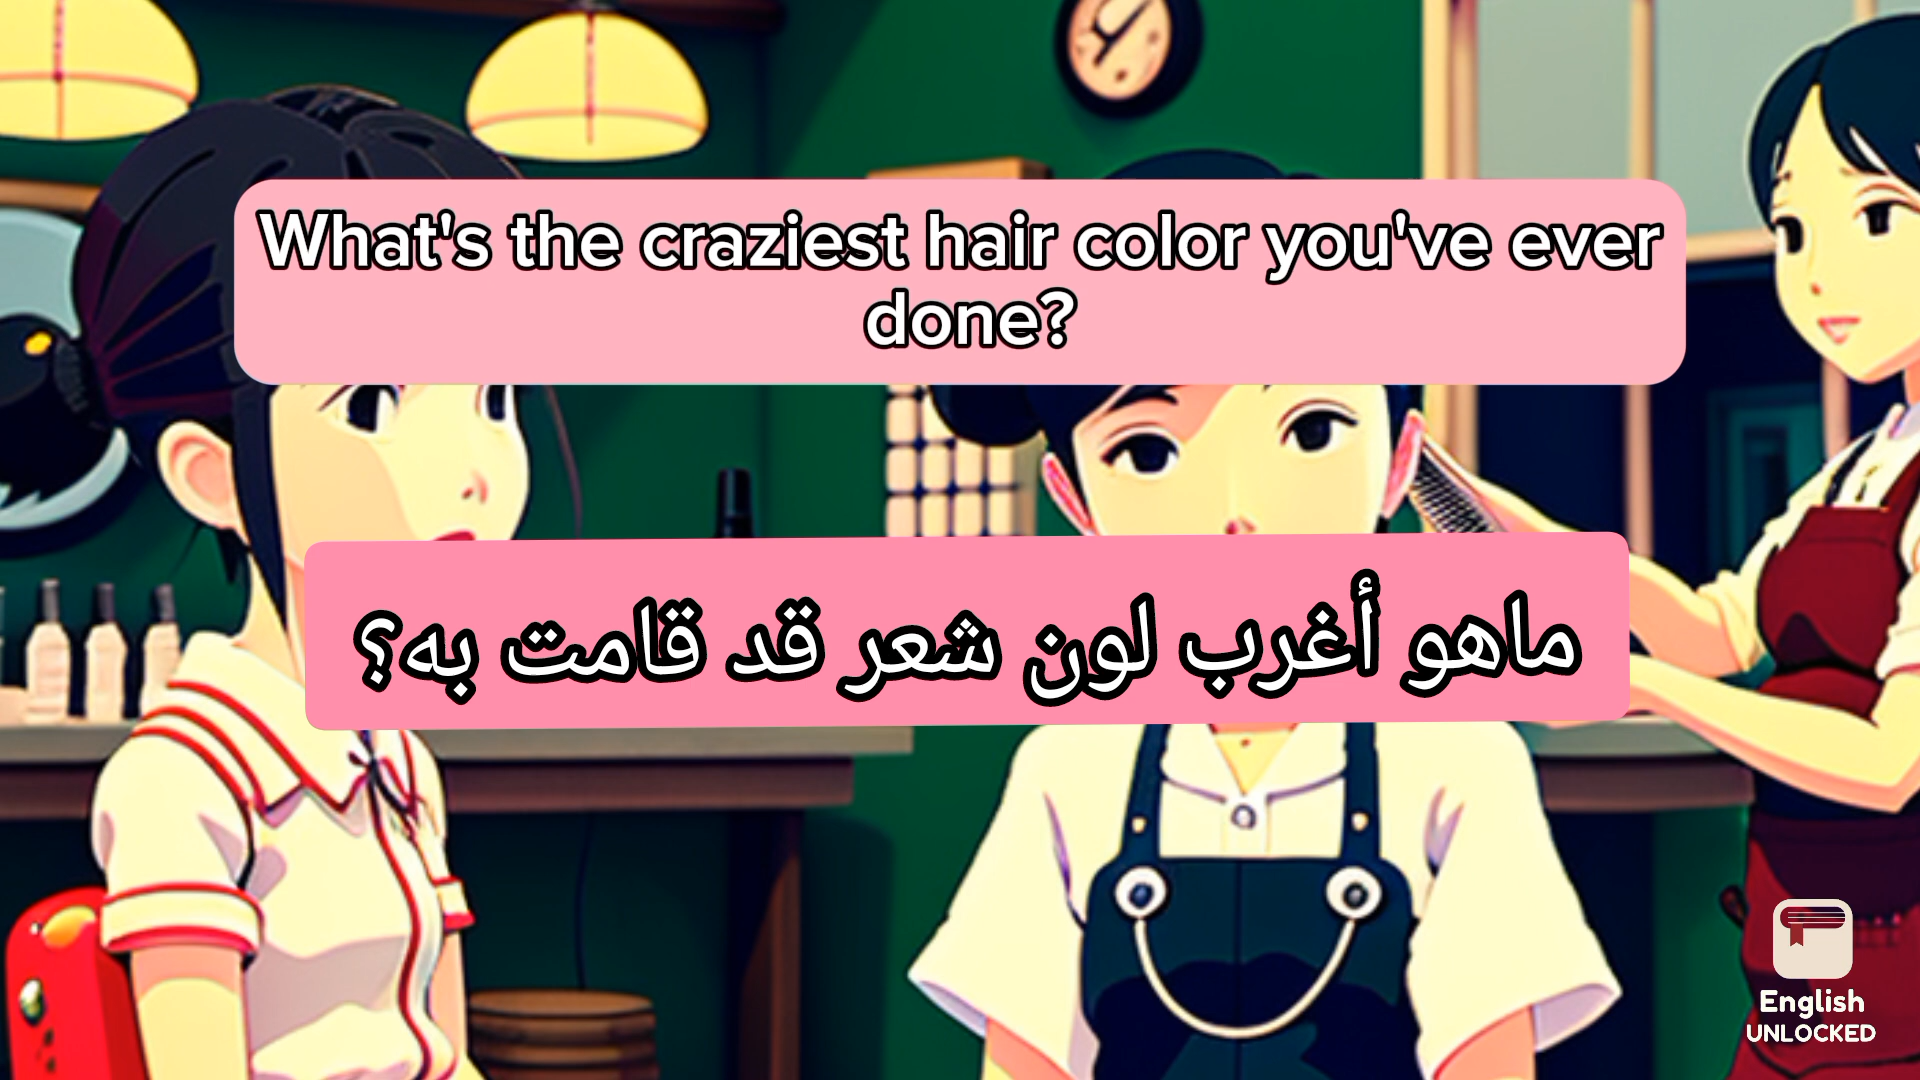 What's the craziest hair color you've ever
done?
ماهو أغرب لون شعر قد قامت به؟
English
UNLOCKED